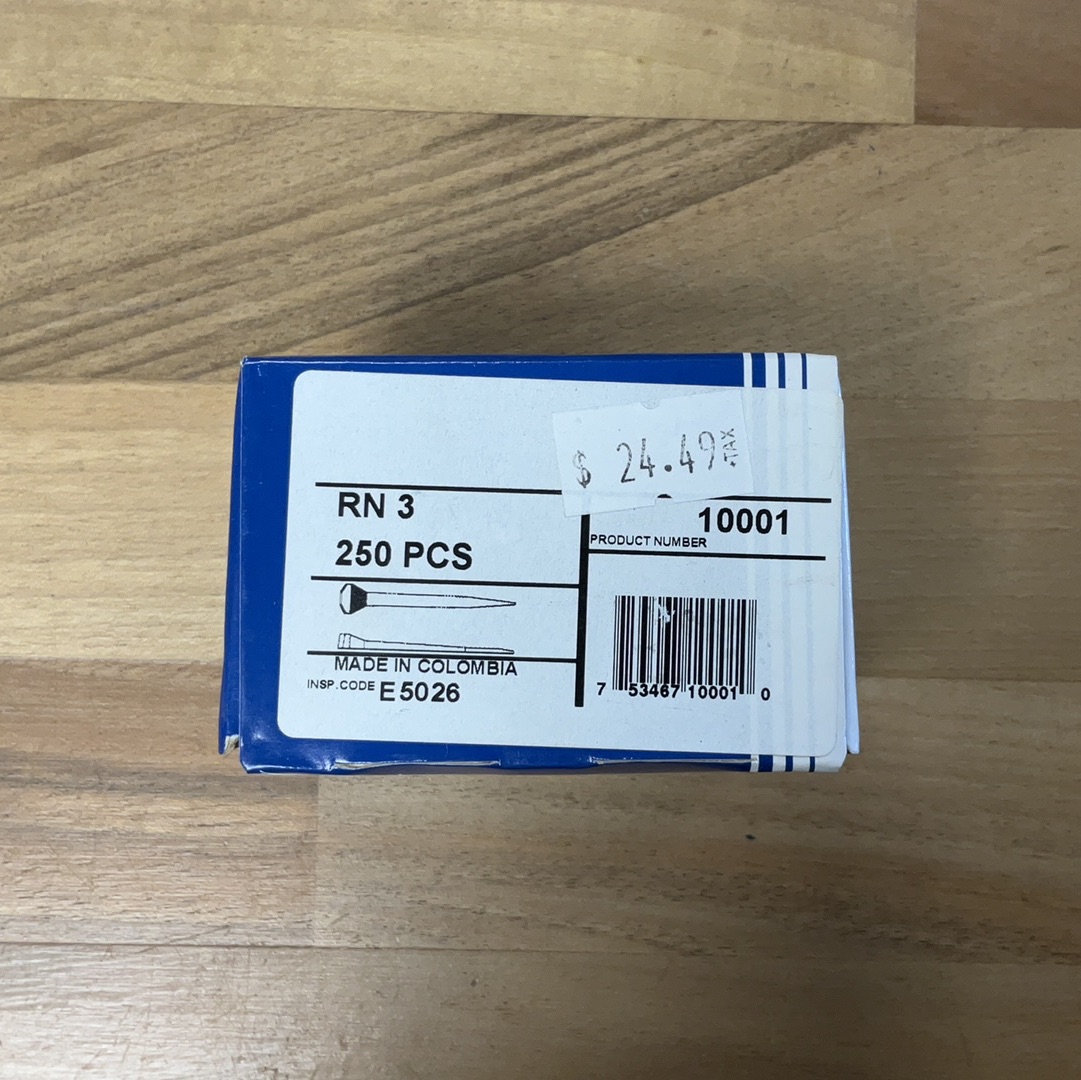 $ 24.49 +TAX
RN 3
250 PCS
10001
PRODUCT NUMBER
MADE IN COLOMBIA
INSP.CODE E5026
7 53467 10001 0